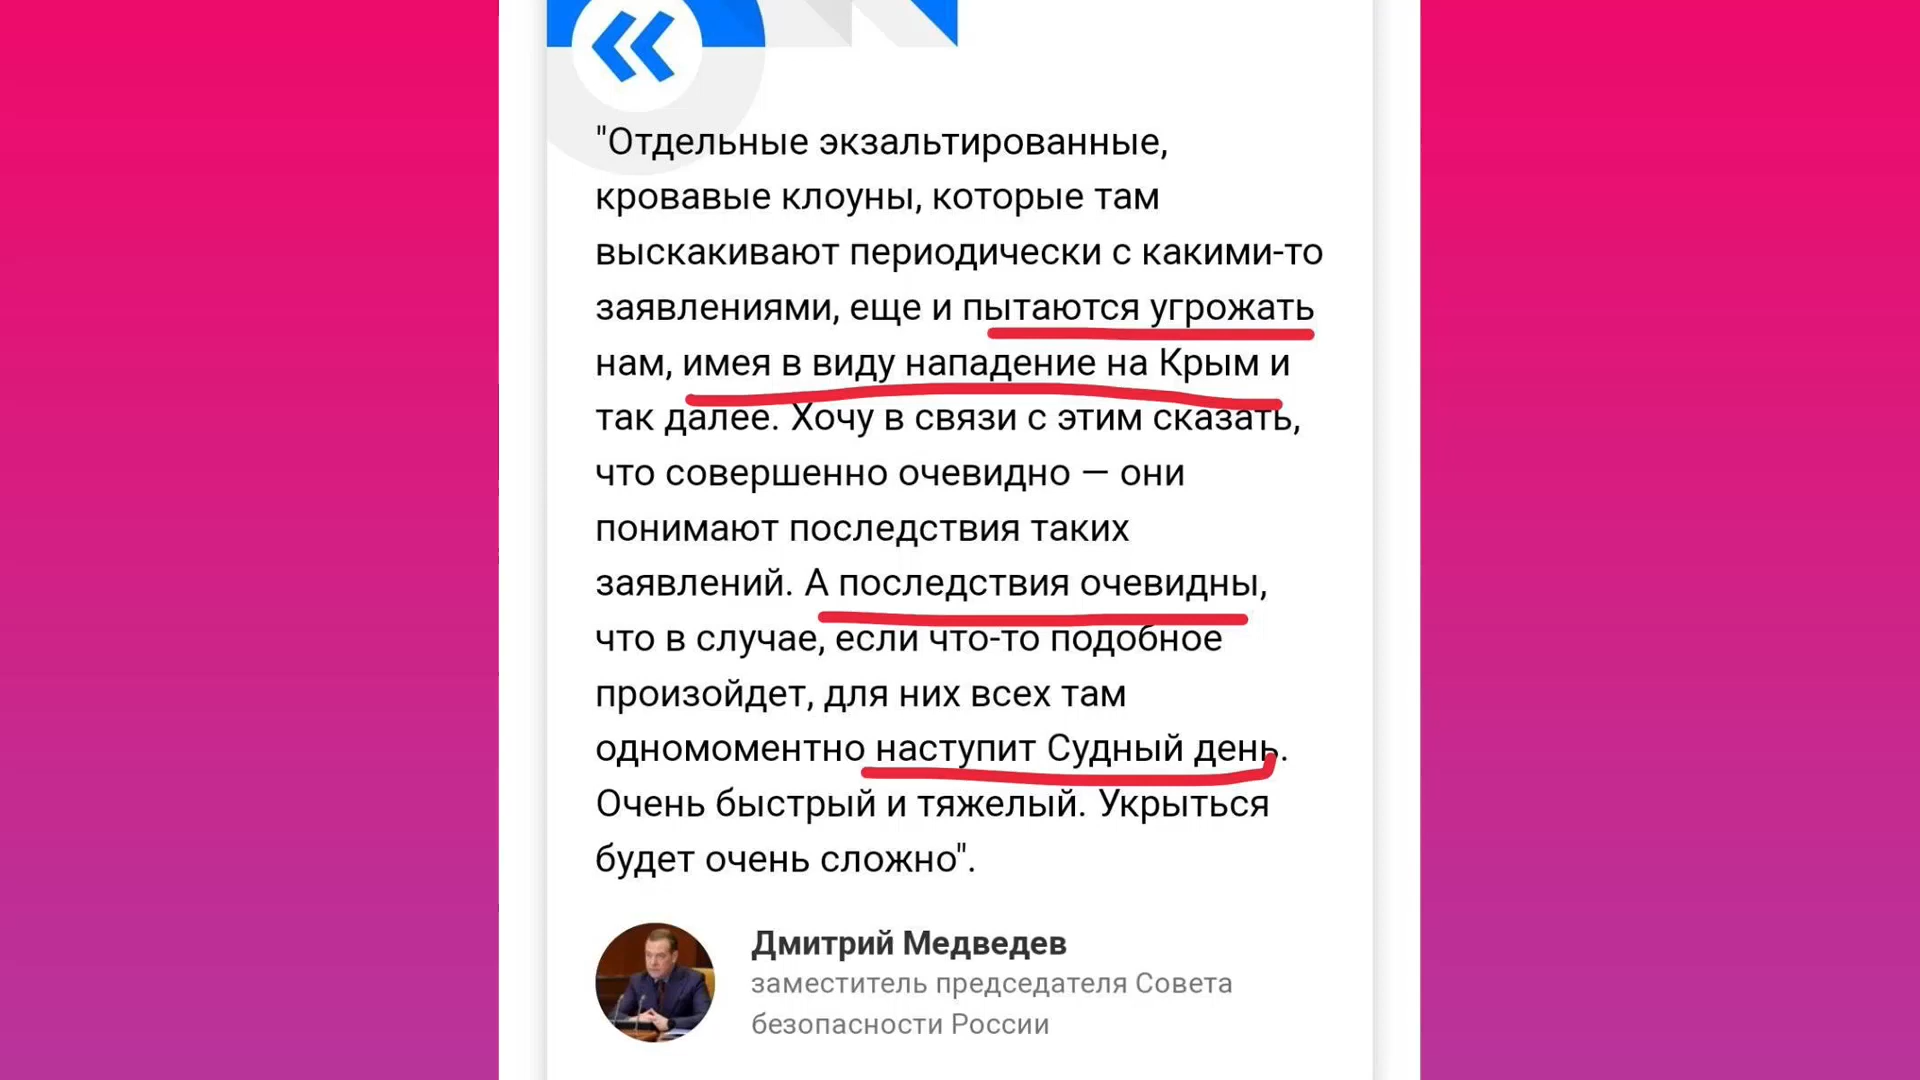 "Отдельные экзальтированные,
кровавые клоуны, которые там
выскакивают периодически с какими-то
заявлениями, еще и пытаются угрожать
нам, имея в виду нападение на Крым и
так далее. Хочу в связи с этим сказать,
что совершенно очевидно — они
понимают последствия таких
заявлений. А последствия очевидны,
что в случае, если что-то подобное
произойдет, для них всех там
одномоментно наступит Судный день.
Очень быстрый и тяжелый. Укрыться
будет очень сложно".
Дмитрий Медведев
заместитель председателя Совета
безопасности России